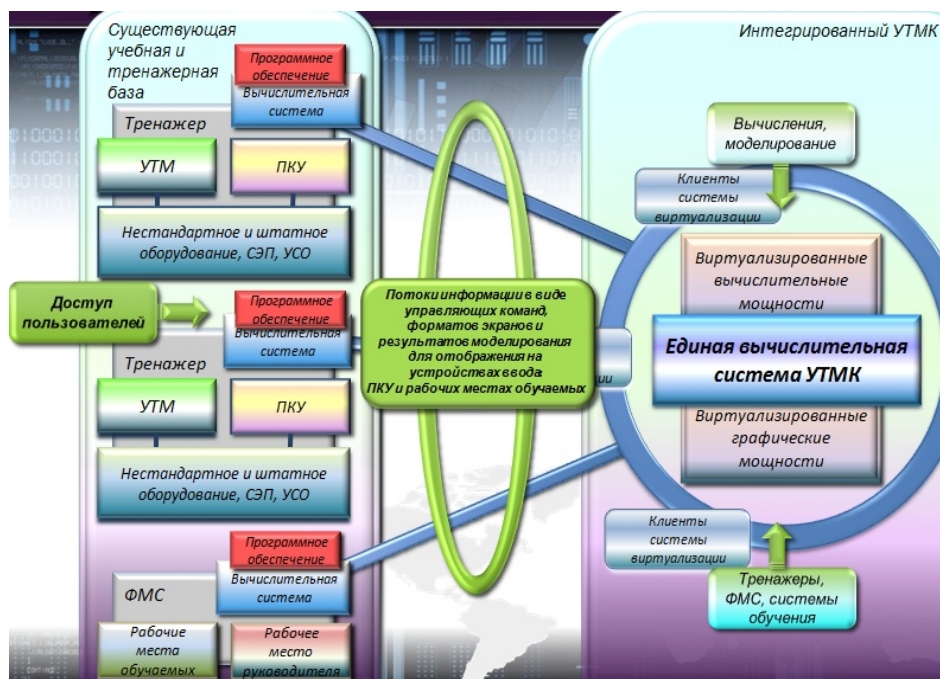 Существующая
учебная и
тренажерная
база
Программное
обеспечение
Вычислительная
система
Тренажер
УТМ
ПКУ
Нестандартное и штатное
оборудование, СЭП, УСО
Доступ
пользователей
Программное
обеспечение
Вычислительная
система
Тренажер
УТМ
ПКУ
Нестандартное и штатное
оборудование, СЭП, УСО
Программное
обеспечение
Вычислительная
система
ФМС
Рабочие
места
обучаемых
Рабочее
место
руководителя
Потоки информации в виде
управляющих команд,
форматов экранов и
результатов моделирования
для отображения на
устройствах ввода:
ПКУ и рабочих местах обучаемых
Интегрированный УТМК
Вычисления,
моделирование
Клиенты
системы
виртуализации
Виртуализированные
вычислительные
мощности
Единая вычислительная
система УТМК
Виртуализированные
графические
мощности
Клиенты
системы
виртуализации
Тренажеры,
ФМС, системы
обучения